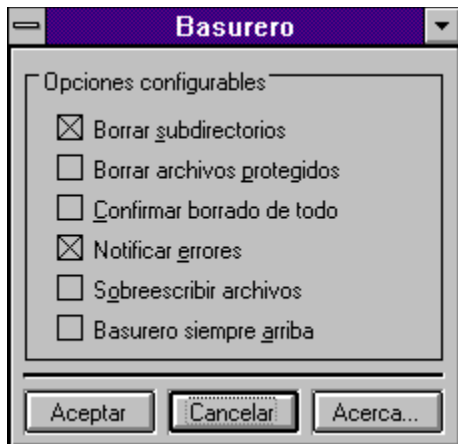 Basurero
Opciones configurables
Borrar subdirectorios
Borrar archivos protegidos
Confirmar borrado de todo
Notificar errores
Sobreescribir archivos
Basurero siempre arriba
Aceptar Cancelar Acerca...